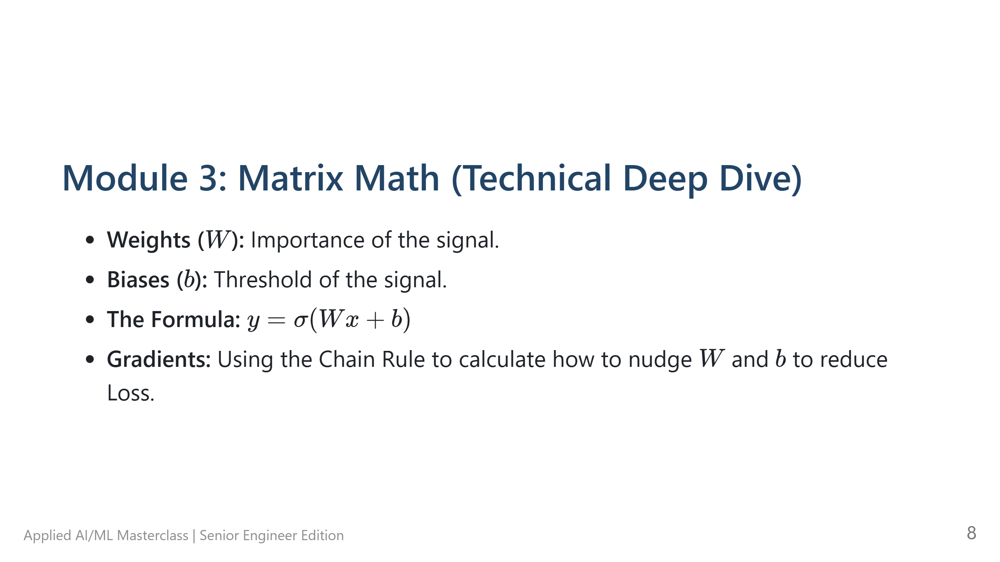 Module 3: Matrix Math (Technical Deep Dive)
• Weights (W): Importance of the signal.
• Biases (b): Threshold of the signal.
• The Formula: y = σ(Wx + b)
• Gradients: Using the Chain Rule to calculate how to nudge W and b to reduce
Loss.
Applied AI/ML Masterclass | Senior Engineer Edition
8